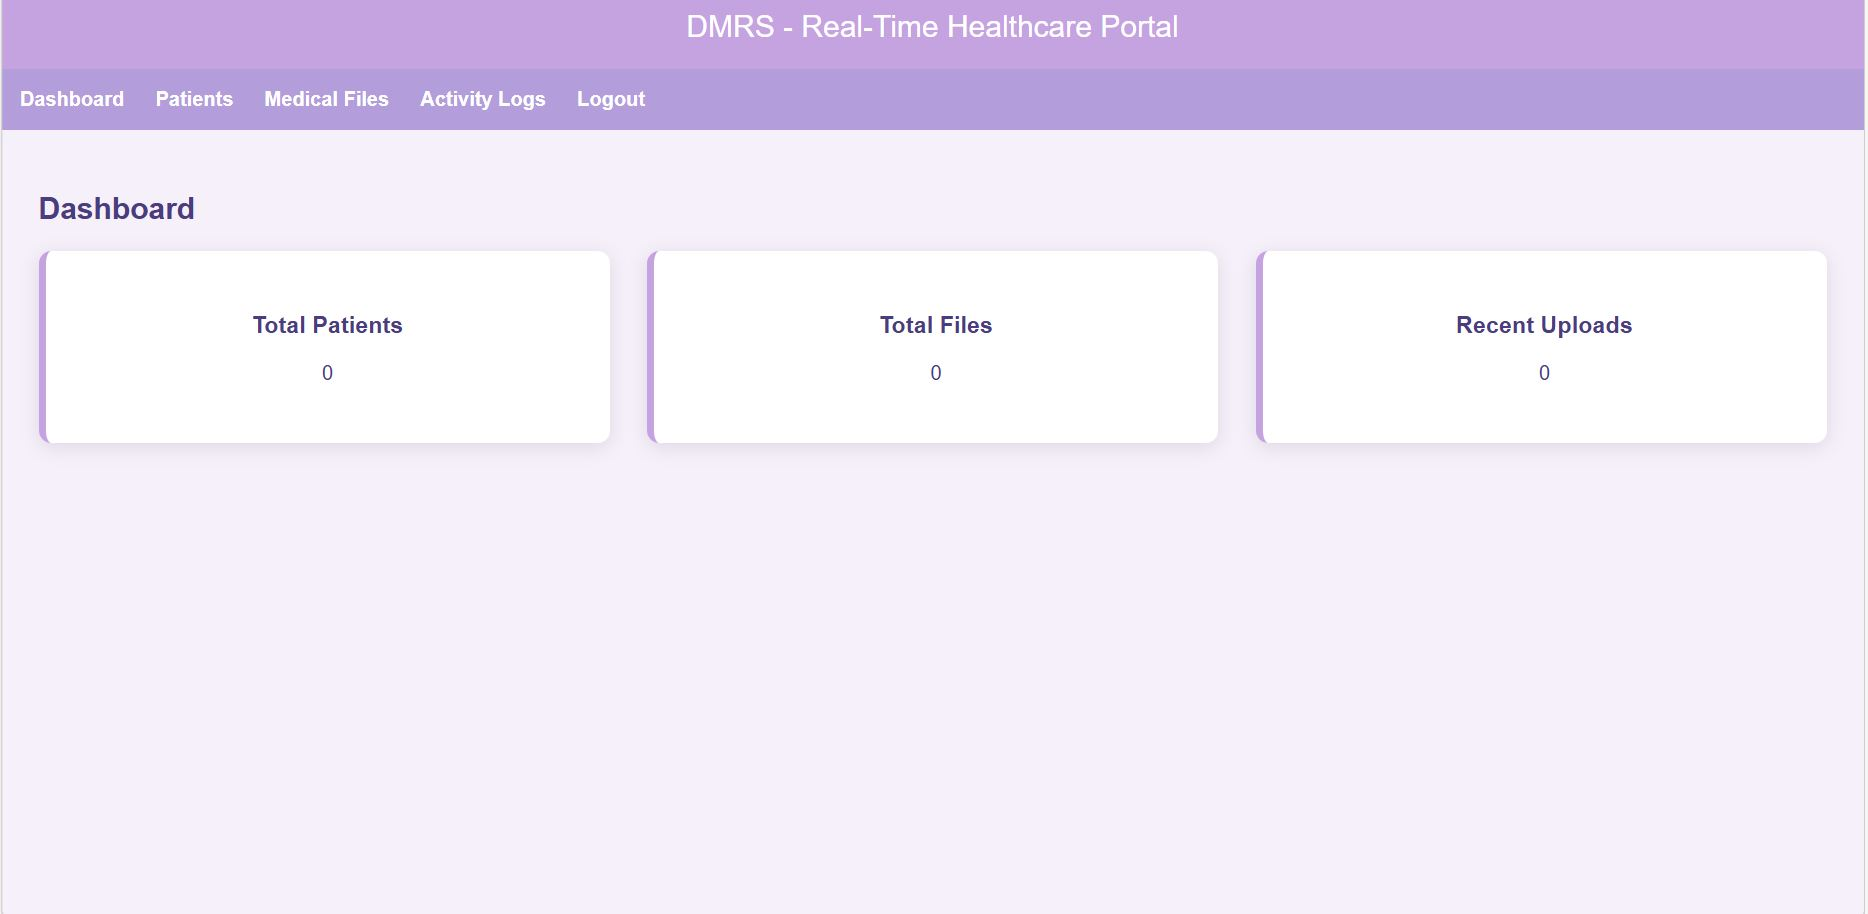 DMRS - Real-Time Healthcare Portal
Dashboard Patients Medical Files Activity Logs Logout
Dashboard
Total Patients Total Files Recent Uploads
0 0 0